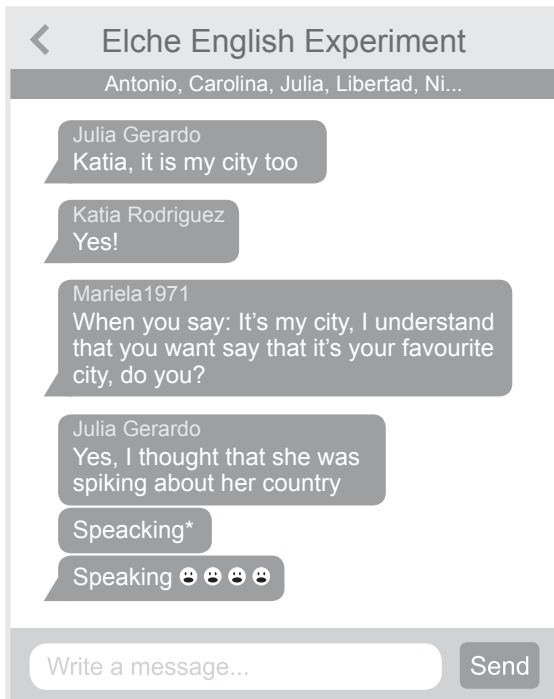 Elche English Experiment
Antonio, Carolina, Julia, Libertad, Ni...
Julia Gerardo
Katia, it is my city too
Katia Rodriguez
Yes!
Mariela1971
When you say: It’s my city, I understand
that you want say that it’s your favourite
city, do you?
Julia Gerardo
Yes, I thought that she was
spiking about her country
Speacking*
Speaking
Write a message...
Send